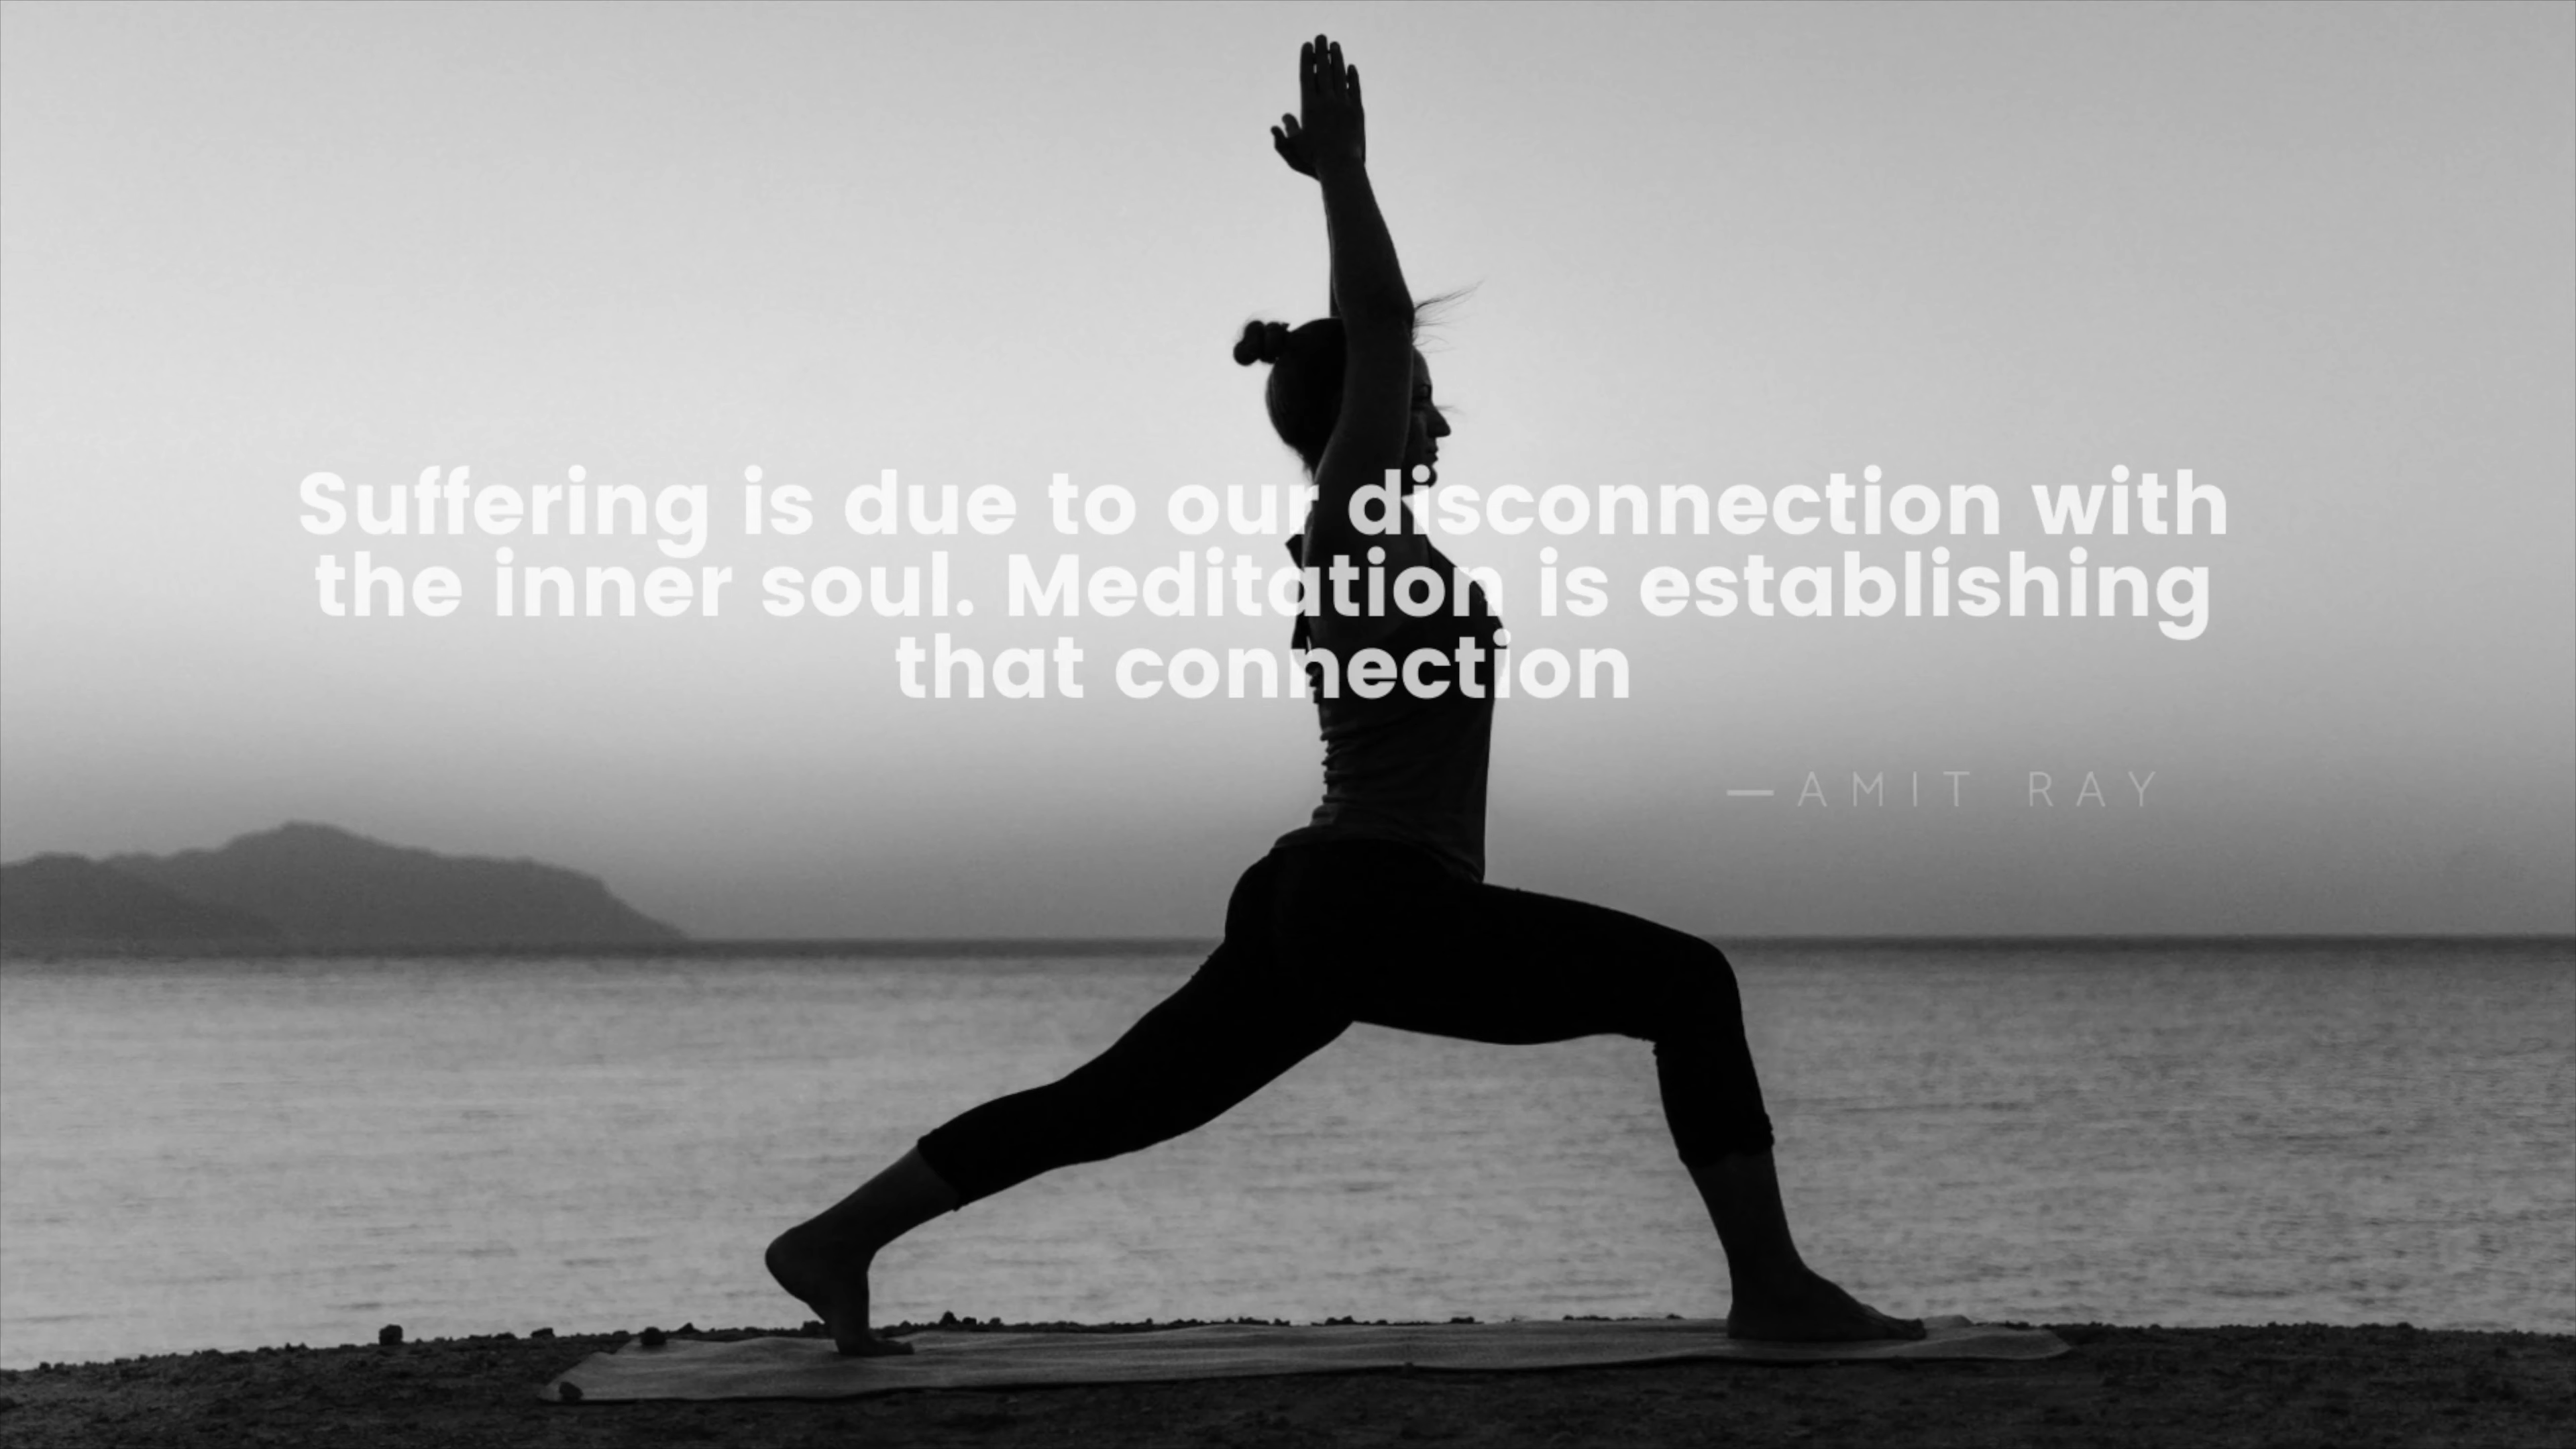 Suffering is due to our disconnection with
the inner soul. Meditation is establishing
that connection
— AMIT RAY